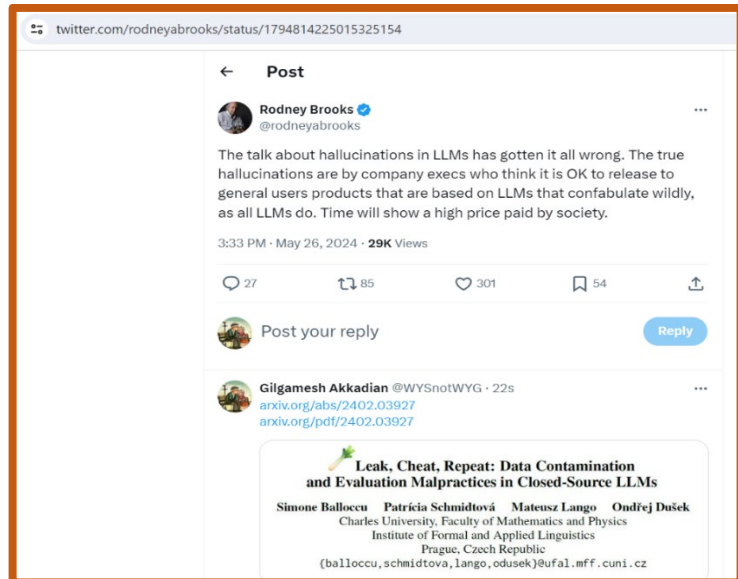 twitter.com/rodneyabrooks/status/1794814225015325154
Post
Rodney Brooks
@rodneyabrooks
The talk about hallucinations in LLMs has gotten it all wrong. The true
hallucinations are by company execs who think it is OK to release to
general users products that are based on LLMs that confabulate wildly,
as all LLMs do. Time will show a high price paid by society.
3:33 PM · May 26, 2024 · 29K Views
27 85 301 54
Post your reply Reply
Gilgamesh Akkadian @WYSnotWYG · 22s
arxiv.org/abs/2402.03927
arxiv.org/pdf/2402.03927
Leak, Cheat, Repeat: Data Contamination
and Evaluation Malpractices in Closed-Source LLMs
Simone Balloccu Patrícia Schmidtová Mateusz Lango Ondřej Dušek
Charles University, Faculty of Mathematics and Physics
Institute of Formal and Applied Linguistics
Prague, Czech Republic
{balloccu,schmidtova,lango,odusek}@ufal.mff.cuni.cz